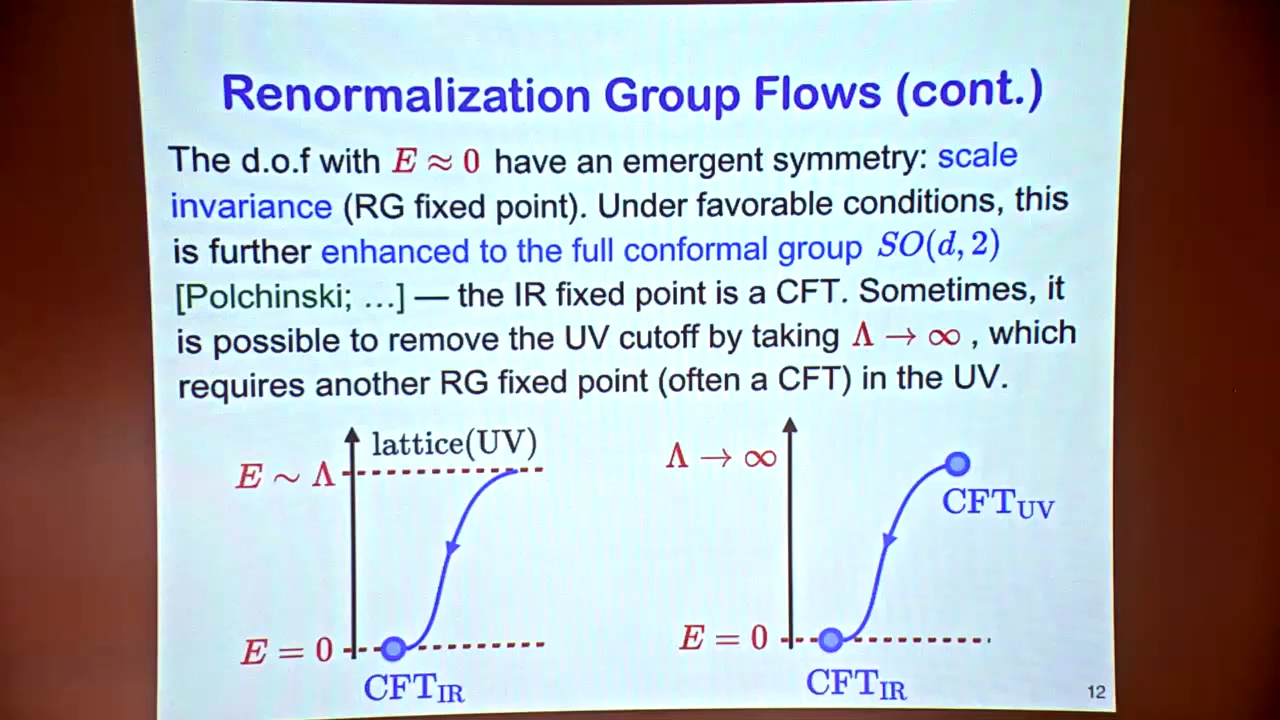 Renormalization Group Flows (cont.)
The d.o.f with E ≈ 0 have an emergent symmetry: scale
invariance (RG fixed point). Under favorable conditions, this
is further enhanced to the full conformal group SO(d, 2)
[Polchinski; ...] — the IR fixed point is a CFT. Sometimes, it
is possible to remove the UV cutoff by taking Λ → ∞ , which
requires another RG fixed point (often a CFT) in the UV.
lattice(UV)
E ∼ Λ
E = 0
CFT_IR
Λ → ∞
CFT_UV
E = 0
CFT_IR
12